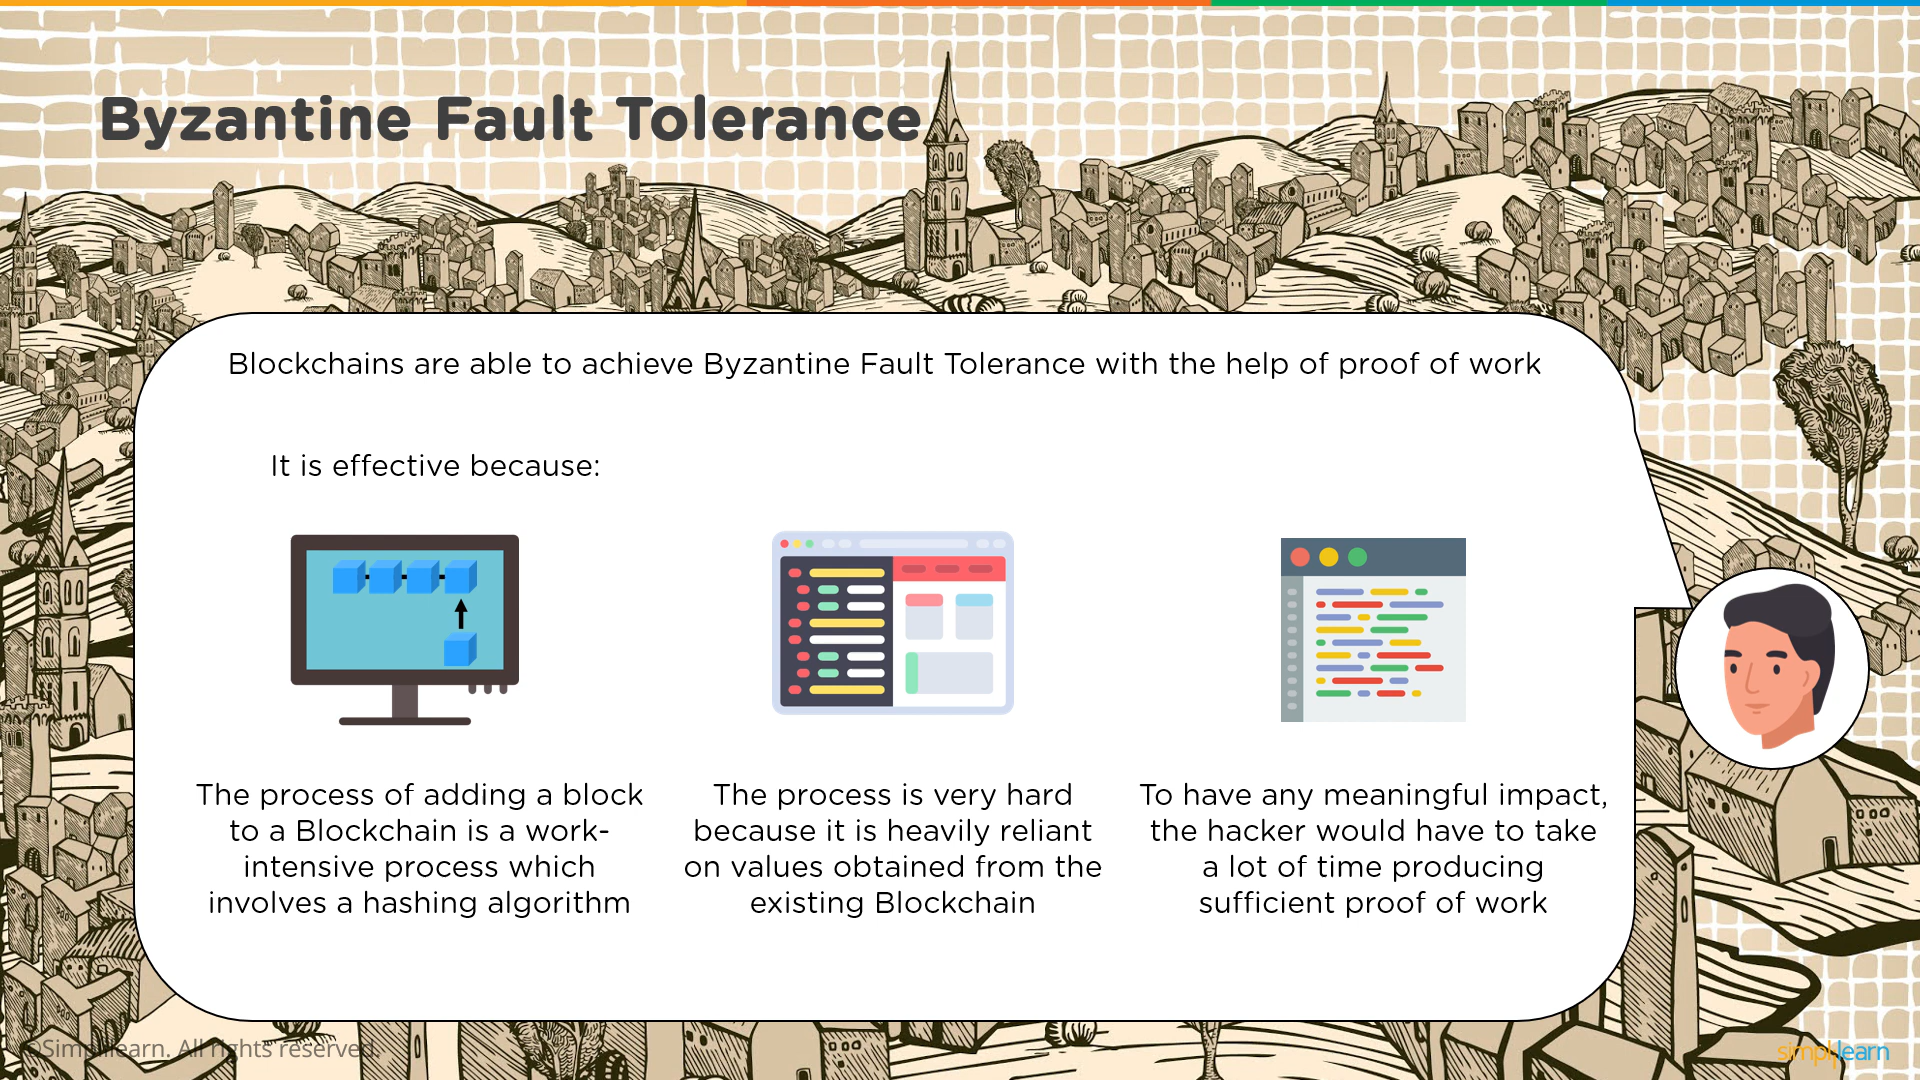 Byzantine Fault Tolerance
Blockchains are able to achieve Byzantine Fault Tolerance with the help of proof of work
It is effective because:
The process of adding a block
to a Blockchain is a work-
intensive process which
involves a hashing algorithm
The process is very hard
because it is heavily reliant
on values obtained from the
existing Blockchain
To have any meaningful impact,
the hacker would have to take
a lot of time producing
sufficient proof of work
©Simplilearn. All rights reserved.
simplilearn